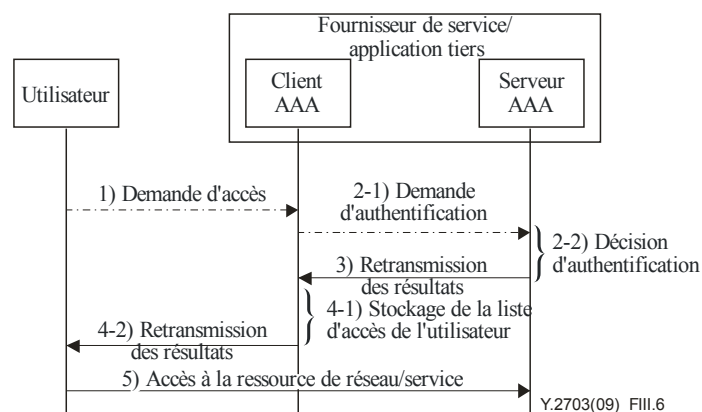 Fournisseur de service/
application tiers
Utilisateur
Client
AAA
Serveur
AAA
1) Demande d'accès
2-1) Demande
d'authentification
2-2) Décision
d'authentification
3) Retransmission
des résultats
4-1) Stockage de la liste
d'accès de l'utilisateur
4-2) Retransmission
des résultats
5) Accès à la ressource de réseau/service
Y.2703(09) FIII.6